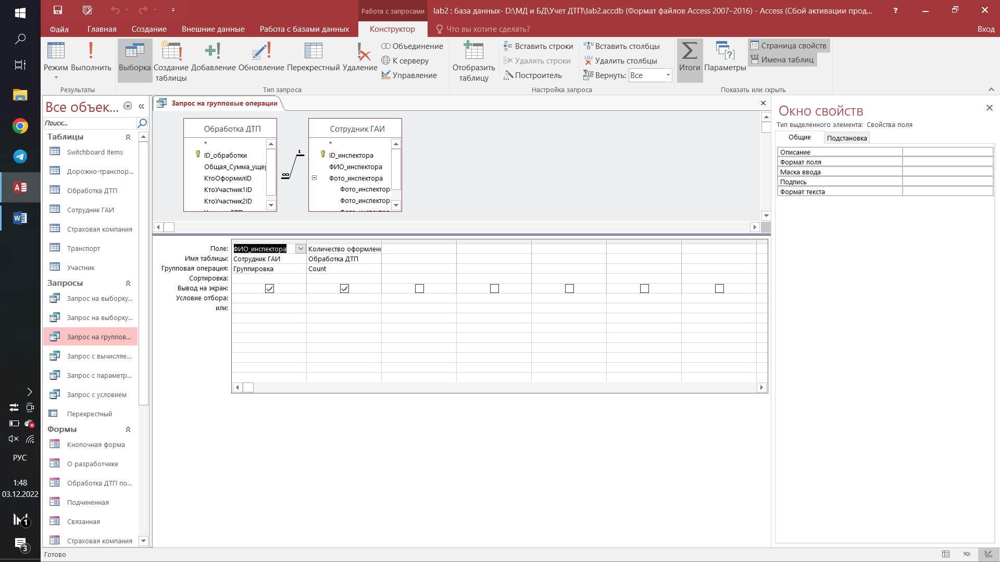 Работа с запросами
lab2 : база данных- D:\МД и БД\Учет ДТП\lab2.accdb (Формат файлов Access 2007–2016) - Access (Сбой активации прод...
?
Файл
Главная
Создание
Внешние данные
Работа с базами данных
Конструктор
Что вы хотите сделать?
Вход
Режим
Выполнить
Выборка
Создание таблицы
Добавление
Обновление
Перекрестный
Удаление
Объединение
К серверу
Управление
Отобразить таблицу
Вставить строки
Удалить строки
Построитель
Вставить столбцы
Удалить столбцы
Вернуть: Все
Итоги
Параметры
Страница свойств
Имена таблиц
Результаты
Тип запроса
Настройка запроса
Показать или скрыть
Все объек...
Поиск...
Таблицы
Switchboard Items
Дорожно-транспор...
Обработка ДТП
Сотрудник ГАИ
Страховая компания
Транспорт
Участник
Запросы
Запрос на выборку...
Запрос на выборку...
Запрос на группов...
Запрос с вычисляе...
Запрос с параметр...
Запрос с условием
Перекрестный
Формы
Кнопочная форма
О разработчике
Обработка ДТП по...
Подчиненная
Связанная
Страховая компания
Запрос на групповые операции
Обработка ДТП
*
ID_обработки
Общая_Сумма_ущер
КтоОформилID
КтоУчастник1ID
КтоУчастник2ID
1
∞
Сотрудник ГАИ
*
ID_инспектора
ФИО_инспектора
Фото_инспектора
Фото_инспектор
Фото_инспектор
Поле: ФИО_инспектора Количество оформлен
Имя таблицы: Сотрудник ГАИ Обработка ДТП
Групповая операция: Группировка Count
Сортировка:
Вывод на экран:
Условие отбора:
или:
Окно свойств
Тип выделенного элемента: Свойства поля
Общие
Подстановка
Описание
Формат поля
Маска ввода
Подпись
Формат текста
РУС
1:48
03.12.2022
1
3
Готово
SQL